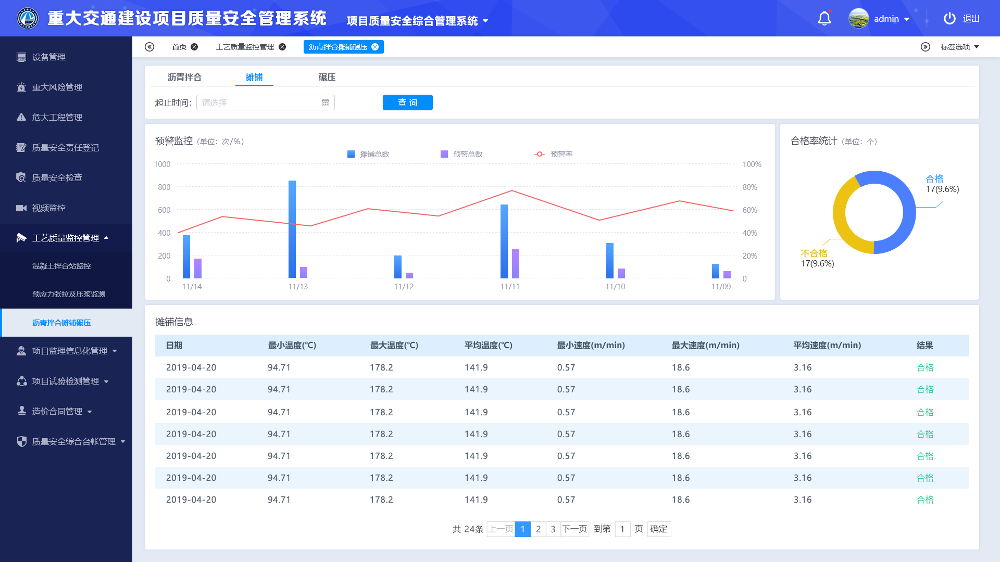 重大交通建设项目质量安全管理系统 项目质量安全综合管理系统 admin 退出
首页 工艺质量监控管理 沥青拌合摊铺碾压 标签选项
设备管理
重大风险管理
危大工程管理
质量安全责任登记
质量安全检查
视频监控
工艺质量监控管理
混凝土拌合站监控
预应力张拉及压浆监测
沥青拌合摊铺碾压
项目监理信息化管理
项目试验检测管理
造价合同管理
质量安全综合台帐管理
沥青拌合 摊铺 碾压
起止时间: 请选择 查 询
预警监控 (单位: 次/%)
摊铺总数 预警总数 预警率
1000 100%
800 80%
600 60%
400 40%
200 20%
0 0
11/14 11/13 11/12 11/11 11/10 11/09
合格率统计 (单位: 个)
合格
17(9.6%)
不合格
17(9.6%)
摊铺信息
日期 最小温度(℃) 最大温度(℃) 平均温度(℃) 最小速度(m/min) 最大速度(m/min) 平均速度(m/min) 结果
2019-04-20 94.71 178.2 141.9 0.57 18.6 3.16 合格
2019-04-20 94.71 178.2 141.9 0.57 18.6 3.16 合格
2019-04-20 94.71 178.2 141.9 0.57 18.6 3.16 合格
2019-04-20 94.71 178.2 141.9 0.57 18.6 3.16 合格
2019-04-20 94.71 178.2 141.9 0.57 18.6 3.16 合格
2019-04-20 94.71 178.2 141.9 0.57 18.6 3.16 合格
2019-04-20 94.71 178.2 141.9 0.57 18.6 3.16 合格
共 24条 上一页 1 2 3 下一页 到第 1 页 确定